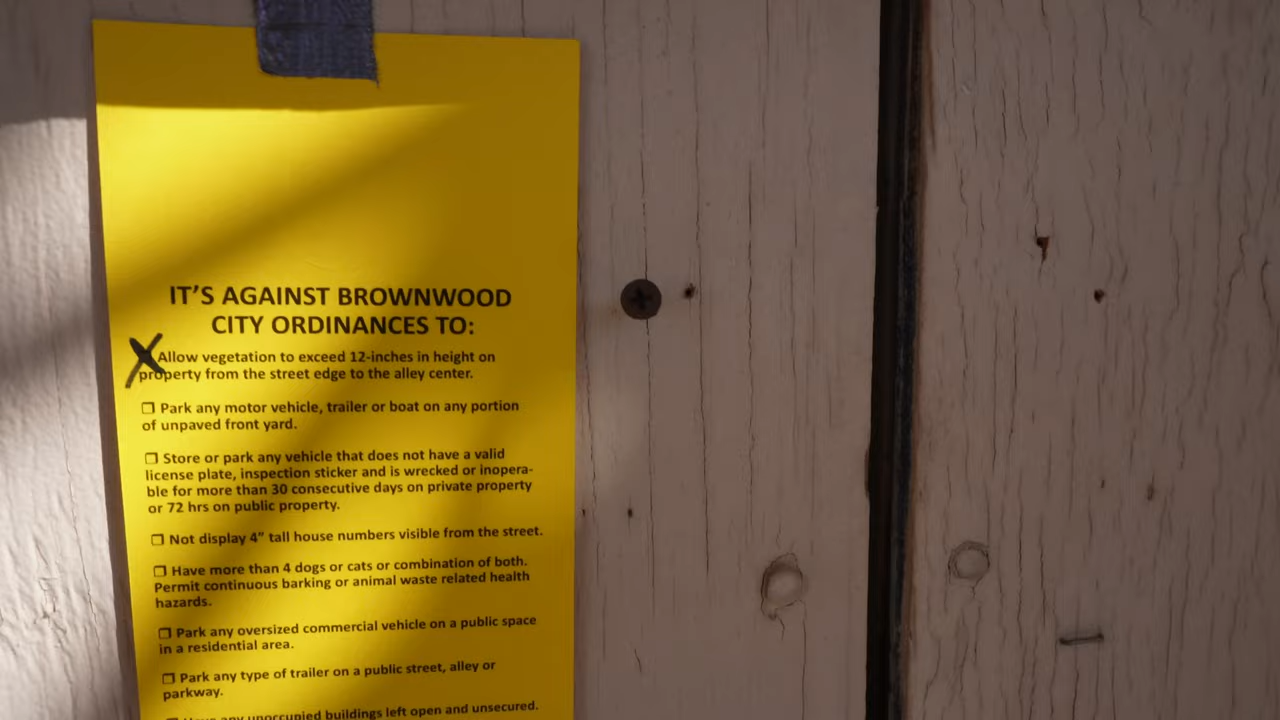 IT'S AGAINST BROWNWOOD
CITY ORDINANCES TO:
Allow vegetation to exceed 12-inches in height on
property from the street edge to the alley center.
❒ Park any motor vehicle, trailer or boat on any portion
of unpaved front yard.
❒ Store or park any vehicle that does not have a valid
license plate, inspection sticker and is wrecked or inopera-
ble for more than 30 consecutive days on private property
or 72 hrs on public property.
❒ Not display 4” tall house numbers visible from the street.
❒ Have more than 4 dogs or cats or combination of both.
Permit continuous barking or animal waste related health
hazards.
❒ Park any oversized commercial vehicle on a public space
in a residential area.
❒ Park any type of trailer on a public street, alley or
parkway.
❒ Have any unoccupied buildings left open and unsecured.